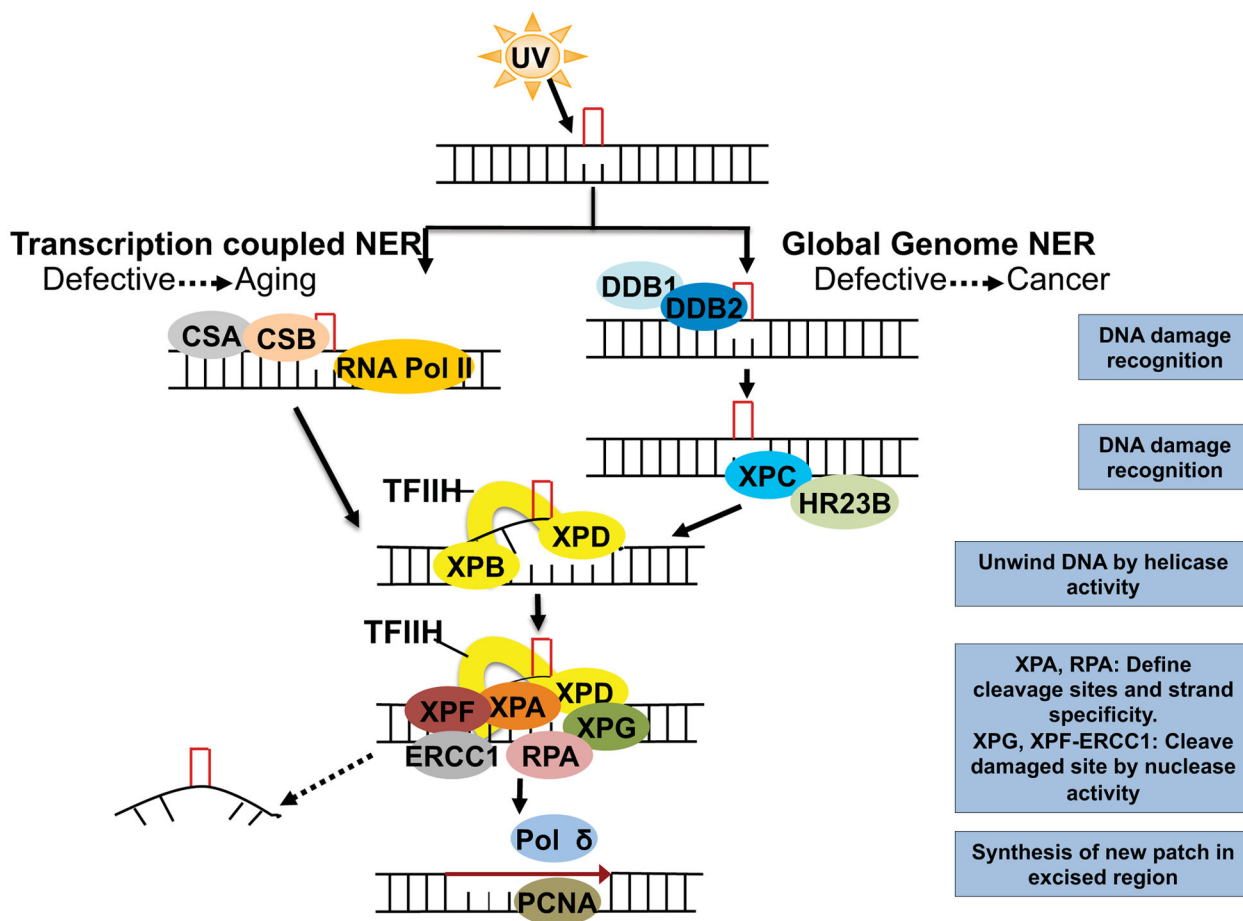 UV
Transcription coupled NER
Defective Aging
Global Genome NER
Defective Cancer
CSA
CSB
RNA Pol II
DDB1
DDB2
DNA damage
recognition
XPC
HR23B
DNA damage
recognition
TFIIH
XPB
XPD
Unwind DNA by helicase
activity
TFIIH
XPF
XPA
XPD
XPG
ERCC1
RPA
XPA, RPA: Define
cleavage sites and strand
specificity.
XPG, XPF-ERCC1: Cleave
damaged site by nuclease
activity
Pol δ
PCNA
Synthesis of new patch in
excised region